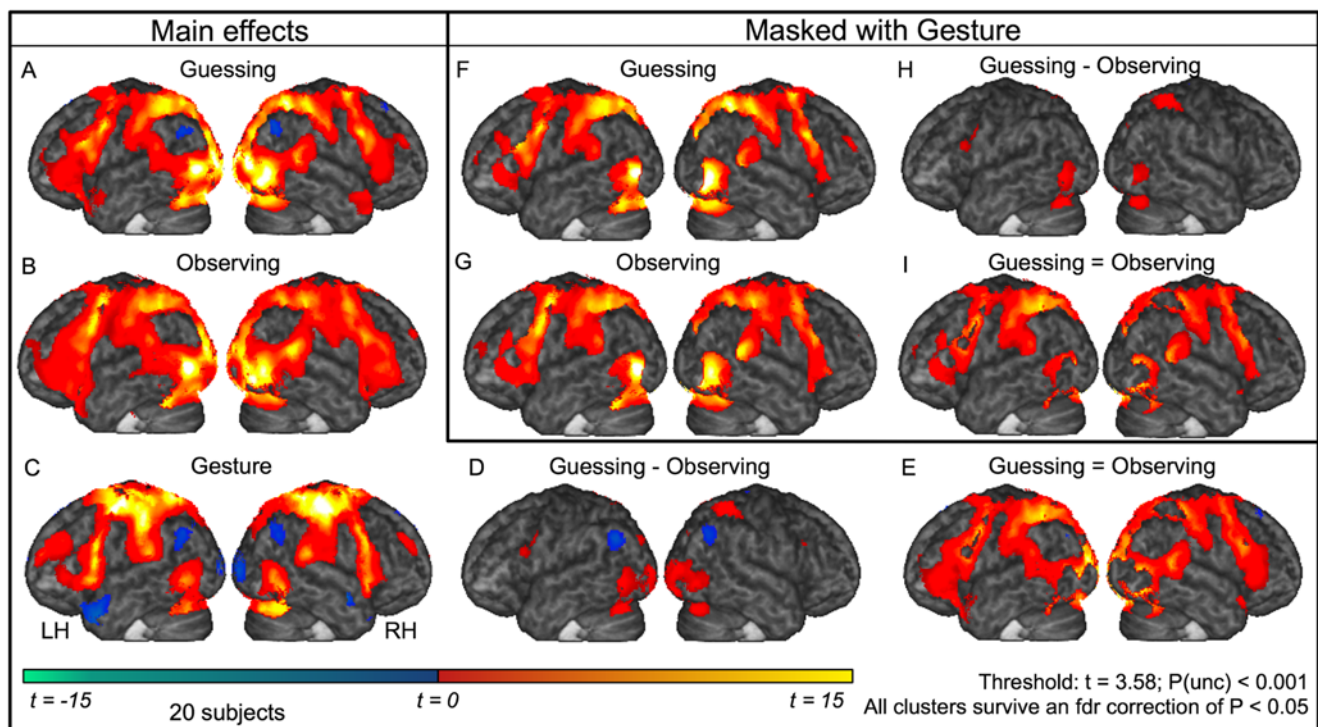 Main effects
Masked with Gesture
A
Guessing
F
Guessing
H
Guessing - Observing
B
Observing
G
Observing
I
Guessing = Observing
C
Gesture
D
Guessing - Observing
E
Guessing = Observing
LH
RH
t = -15
t = 0
t = 15
20 subjects
Threshold: t = 3.58; P(unc) < 0.001
All clusters survive an fdr correction of P < 0.05